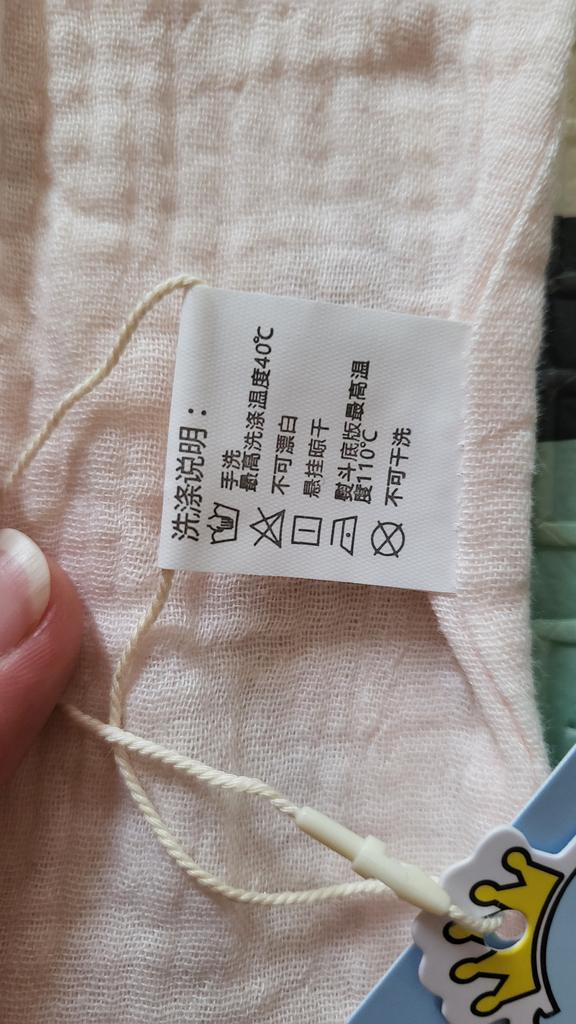 洗涤说明：
手洗
最高洗涤温度40℃
不可漂白
悬挂晾干
熨斗底版最高温
度110℃
不可干洗